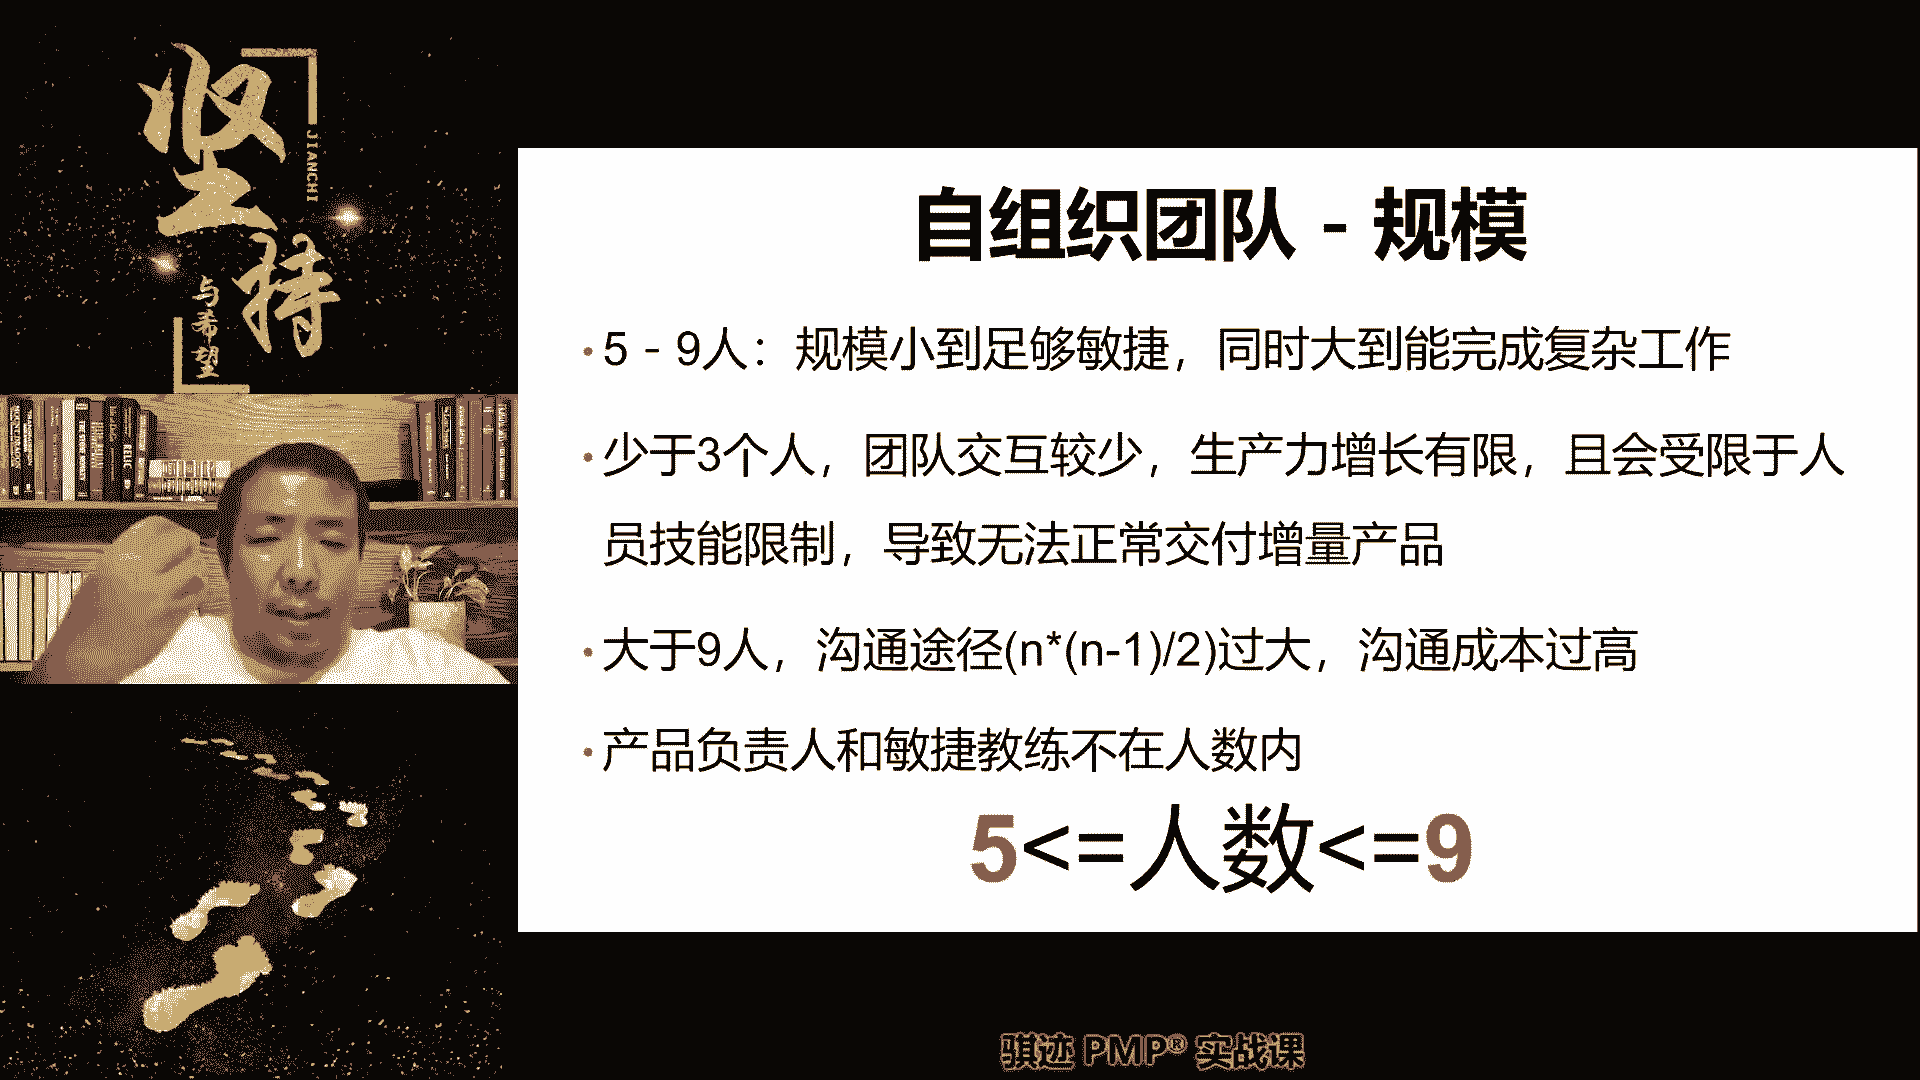 坚持
JIANCHI
与希望
自组织团队 - 规模
• 5 - 9人：规模小到足够敏捷，同时大到能完成复杂工作
• 少于3个人，团队交互较少，生产力增长有限，且会受限于人
员技能限制，导致无法正常交付增量产品
• 大于9人，沟通途径(n*(n-1)/2)过大，沟通成本过高
• 产品负责人和敏捷教练不在人数内
5<=人数<=9
骐迹 PMP® 实战课